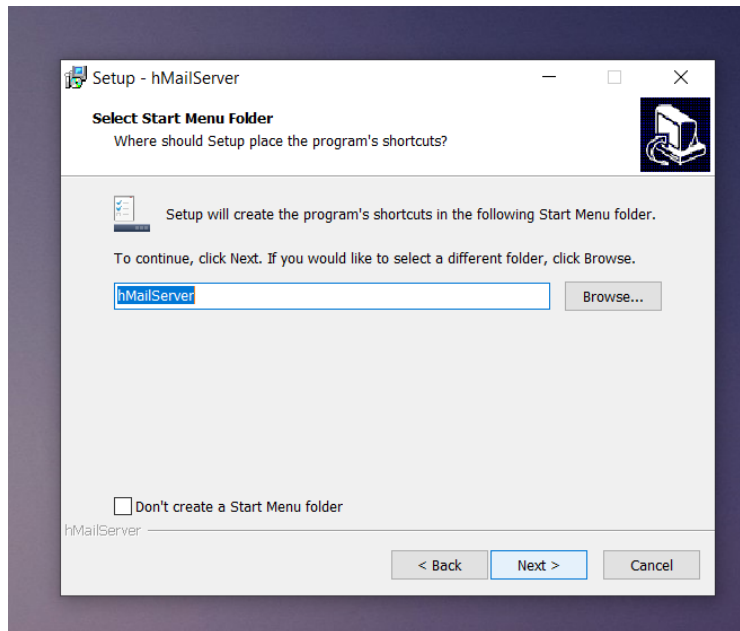 Setup - hMailServer
Select Start Menu Folder
Where should Setup place the program's shortcuts?
Setup will create the program's shortcuts in the following Start Menu folder.
To continue, click Next. If you would like to select a different folder, click Browse.
hMailServer
Browse...
Don't create a Start Menu folder
hMailServer
< Back
Next >
Cancel